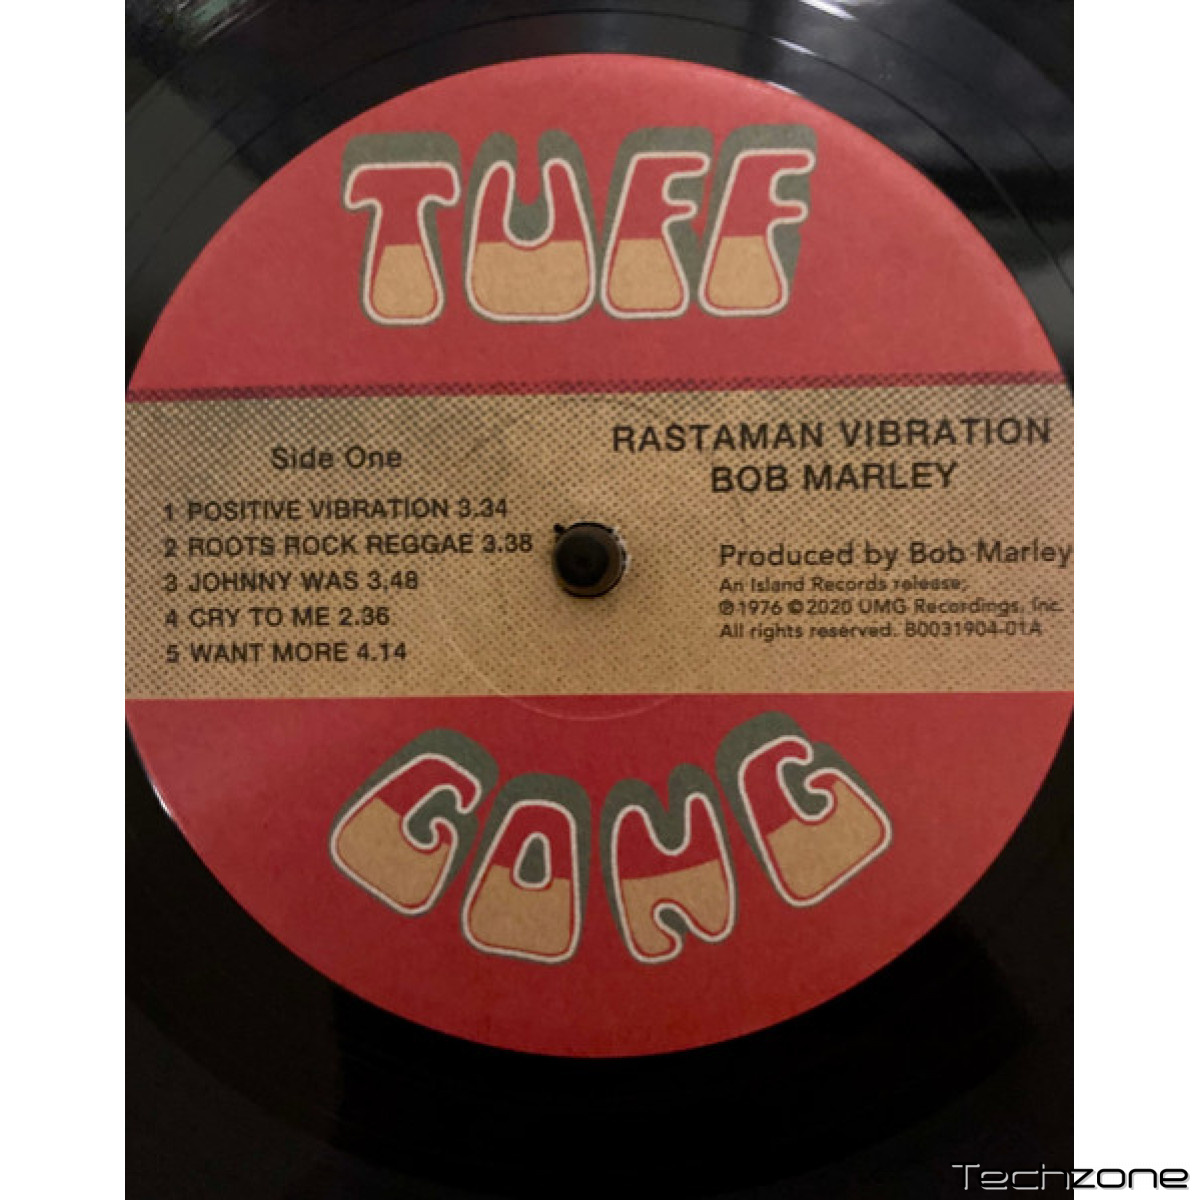 TUFF
Side One
1 POSITIVE VIBRATION 3.34
2 ROOTS ROCK REGGAE 3.38
3 JOHNNY WAS 3.48
4 CRY TO ME 2.36
5 WANT MORE 4.14
RASTAMAN VIBRATION
BOB MARLEY
Produced by Bob Marley
An Island Records release;
℗1976 ©2020 UMG Recordings, Inc.
All rights reserved. B0031904-01A
GONG
Techzone